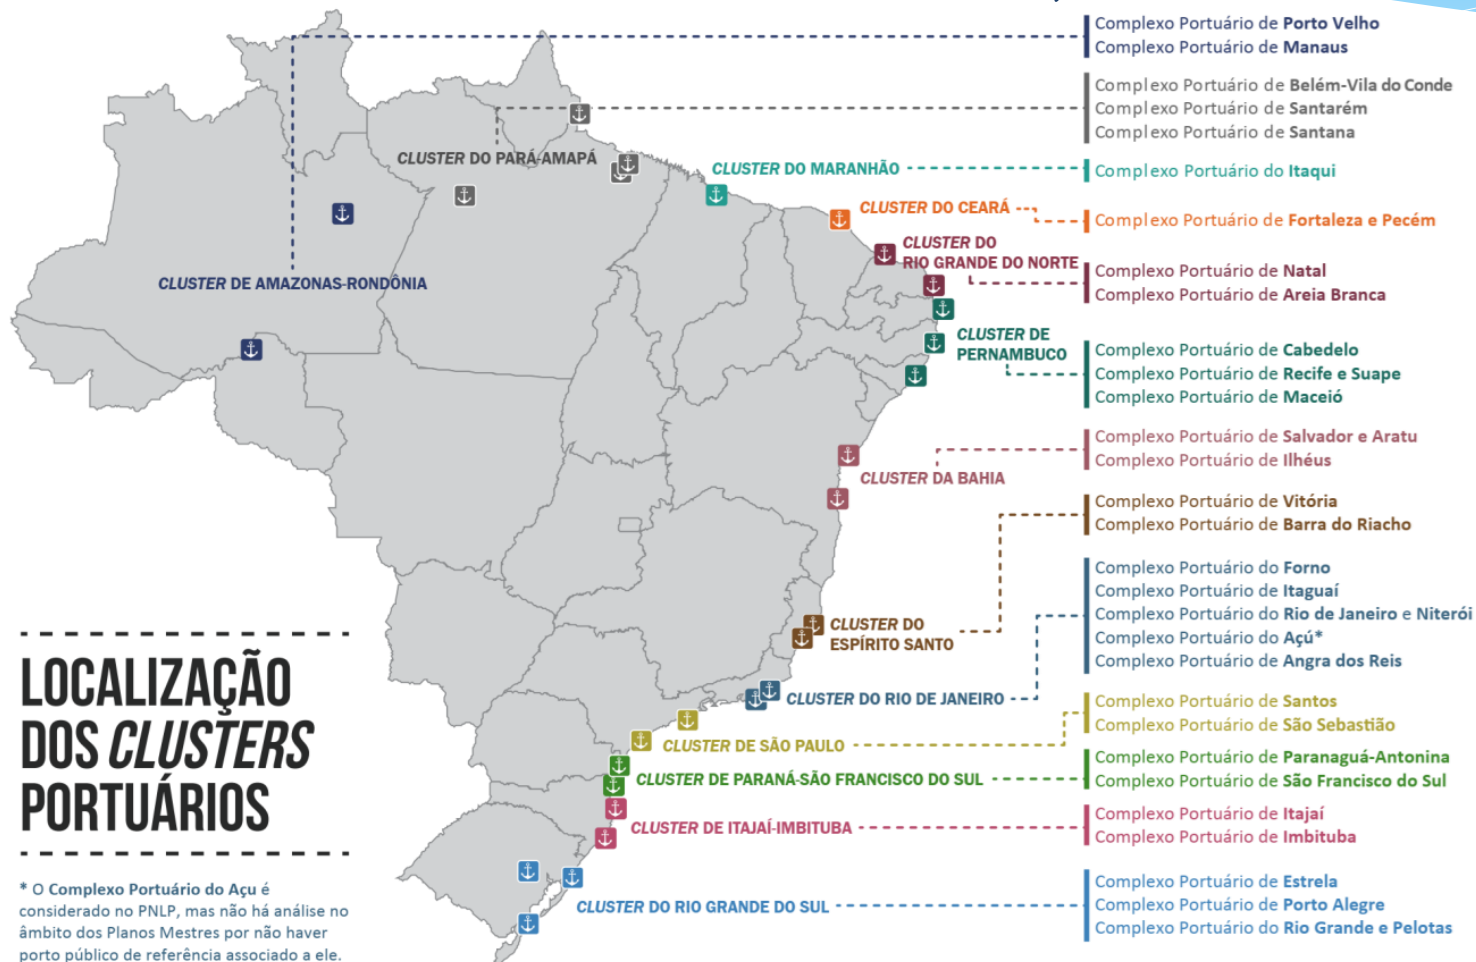 Complexo Portuário de Porto Velho
Complexo Portuário de Manaus
Complexo Portuário de Belém-Vila do Conde
Complexo Portuário de Santarém
Complexo Portuário de Santana
CLUSTER DO PARÁ-AMAPÁ
CLUSTER DO MARANHÃO
Complexo Portuário do Itaqui
CLUSTER DO CEARÁ
Complexo Portuário de Fortaleza e Pecém
CLUSTER DO
RIO GRANDE DO NORTE
Complexo Portuário de Natal
Complexo Portuário de Areia Branca
CLUSTER DE AMAZONAS-RONDÔNIA
CLUSTER DE
PERNAMBUCO
Complexo Portuário de Cabedelo
Complexo Portuário de Recife e Suape
Complexo Portuário de Maceió
Complexo Portuário de Salvador e Aratu
Complexo Portuário de Ilhéus
CLUSTER DA BAHIA
Complexo Portuário de Vitória
Complexo Portuário de Barra do Riacho
CLUSTER DO
ESPÍRITO SANTO
Complexo Portuário do Forno
Complexo Portuário de Itaguaí
Complexo Portuário do Rio de Janeiro e Niterói
Complexo Portuário do Açú*
Complexo Portuário de Angra dos Reis
CLUSTER DO RIO DE JANEIRO
Complexo Portuário de Santos
Complexo Portuário de São Sebastião
CLUSTER DE SÃO PAULO
Complexo Portuário de Paranaguá-Antonina
Complexo Portuário de São Francisco do Sul
CLUSTER DE PARANÁ-SÃO FRANCISCO DO SUL
Complexo Portuário de Itajaí
Complexo Portuário de Imbituba
CLUSTER DE ITAJAÍ-IMBITUBA
Complexo Portuário de Estrela
Complexo Portuário de Porto Alegre
Complexo Portuário do Rio Grande e Pelotas
CLUSTER DO RIO GRANDE DO SUL
LOCALIZAÇÃO
DOS CLUSTERS
PORTUÁRIOS
* O Complexo Portuário do Açu é
considerado no PNLP, mas não há análise no
âmbito dos Planos Mestres por não haver
porto público de referência associado a ele.